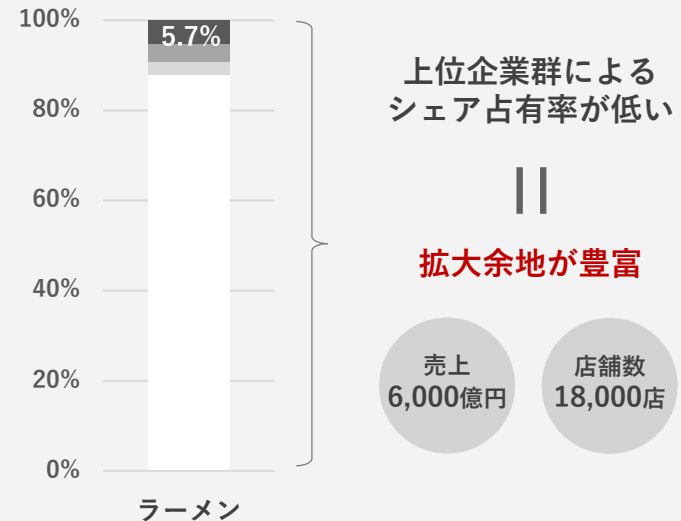 100%
80%
60%
40%
20%
0%
5.7%
ラーメン
上位企業群による
シェア占有率が低い
拡大余地が豊富
売上
6,000億円
店舗数
18,000店